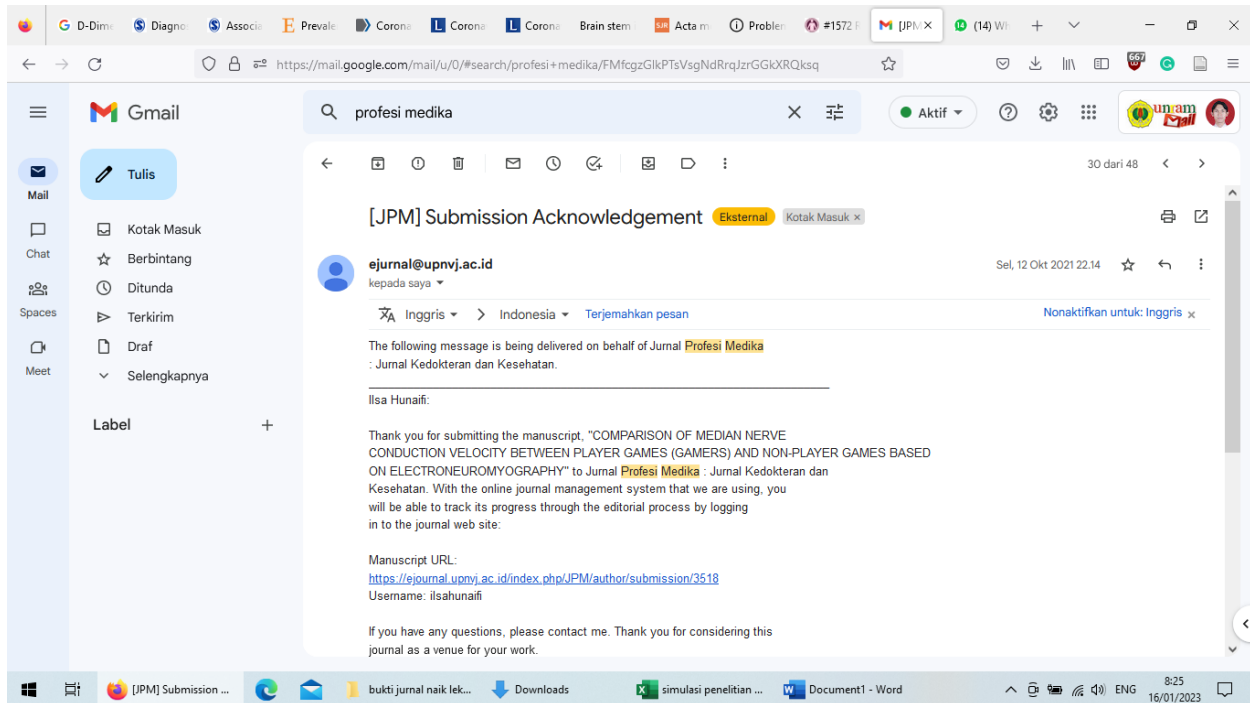 D-Dime
Diagno:
Associa
Prevale
Corona
Corona
Corona
Brain stem
SJR
Acta m
Problen
#1572 F
[JPM
(14) Wh
https://mail.google.com/mail/u/0/#search/profesi+medika/FMfcgzGlkPTsVsgNdRrqJzrGGkXRQksq
667
Gmail
profesi medika
Aktif
unram
Mail
Tulis
30 dari 48
Mail
[JPM] Submission Acknowledgement Eksternal Kotak Masuk ×
Chat
Kotak Masuk
Berbintang
ejurnal@upnvj.ac.id
Sel, 12 Okt 2021 22.14
kepada saya
Spaces
Ditunda
Terkirim
Inggris > Indonesia Terjemahkan pesan
Nonaktifkan untuk: Inggris ×
Meet
Draf
Selengkapnya
Label +
The following message is being delivered on behalf of Jurnal Profesi Medika
: Jurnal Kedokteran dan Kesehatan.
Ilsa Hunaifi:
Thank you for submitting the manuscript, "COMPARISON OF MEDIAN NERVE
CONDUCTION VELOCITY BETWEEN PLAYER GAMES (GAMERS) AND NON-PLAYER GAMES BASED
ON ELECTRONEUROMYOGRAPHY" to Jurnal Profesi Medika : Jurnal Kedokteran dan
Kesehatan. With the online journal management system that we are using, you
will be able to track its progress through the editorial process by logging
in to the journal web site:
Manuscript URL:
https://ejournal.upnvj.ac.id/index.php/JPM/author/submission/3518
Username: ilsahunaifi
If you have any questions, please contact me. Thank you for considering this
journal as a venue for your work.
[JPM] Submission ...
bukti jurnal naik lek...
Downloads
simulasi penelitian ...
Document1 - Word
ENG
8:25
16/01/2023